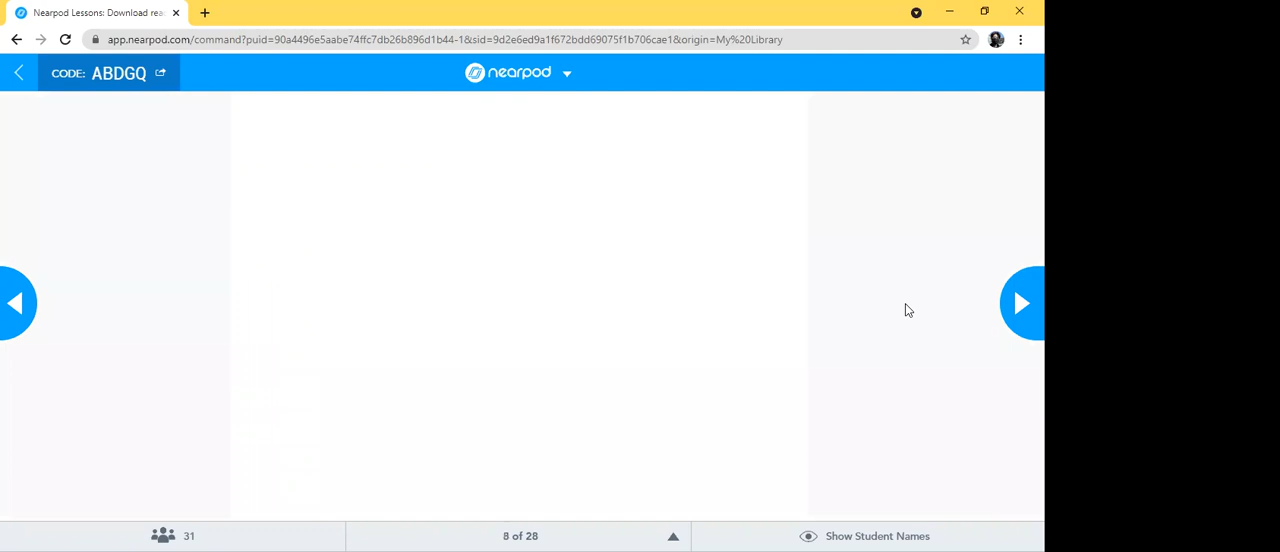 Nearpod Lessons: Download rea
app.nearpod.com/command?puid=90a4496e5aabe74ffc7db26b896d1b44-1&sid=9d2e6ed9a1f672bdd69075f1b706cae1&origin=My%20Library
CODE: ABDGQ
nearpod
31
8 of 28
Show Student Names